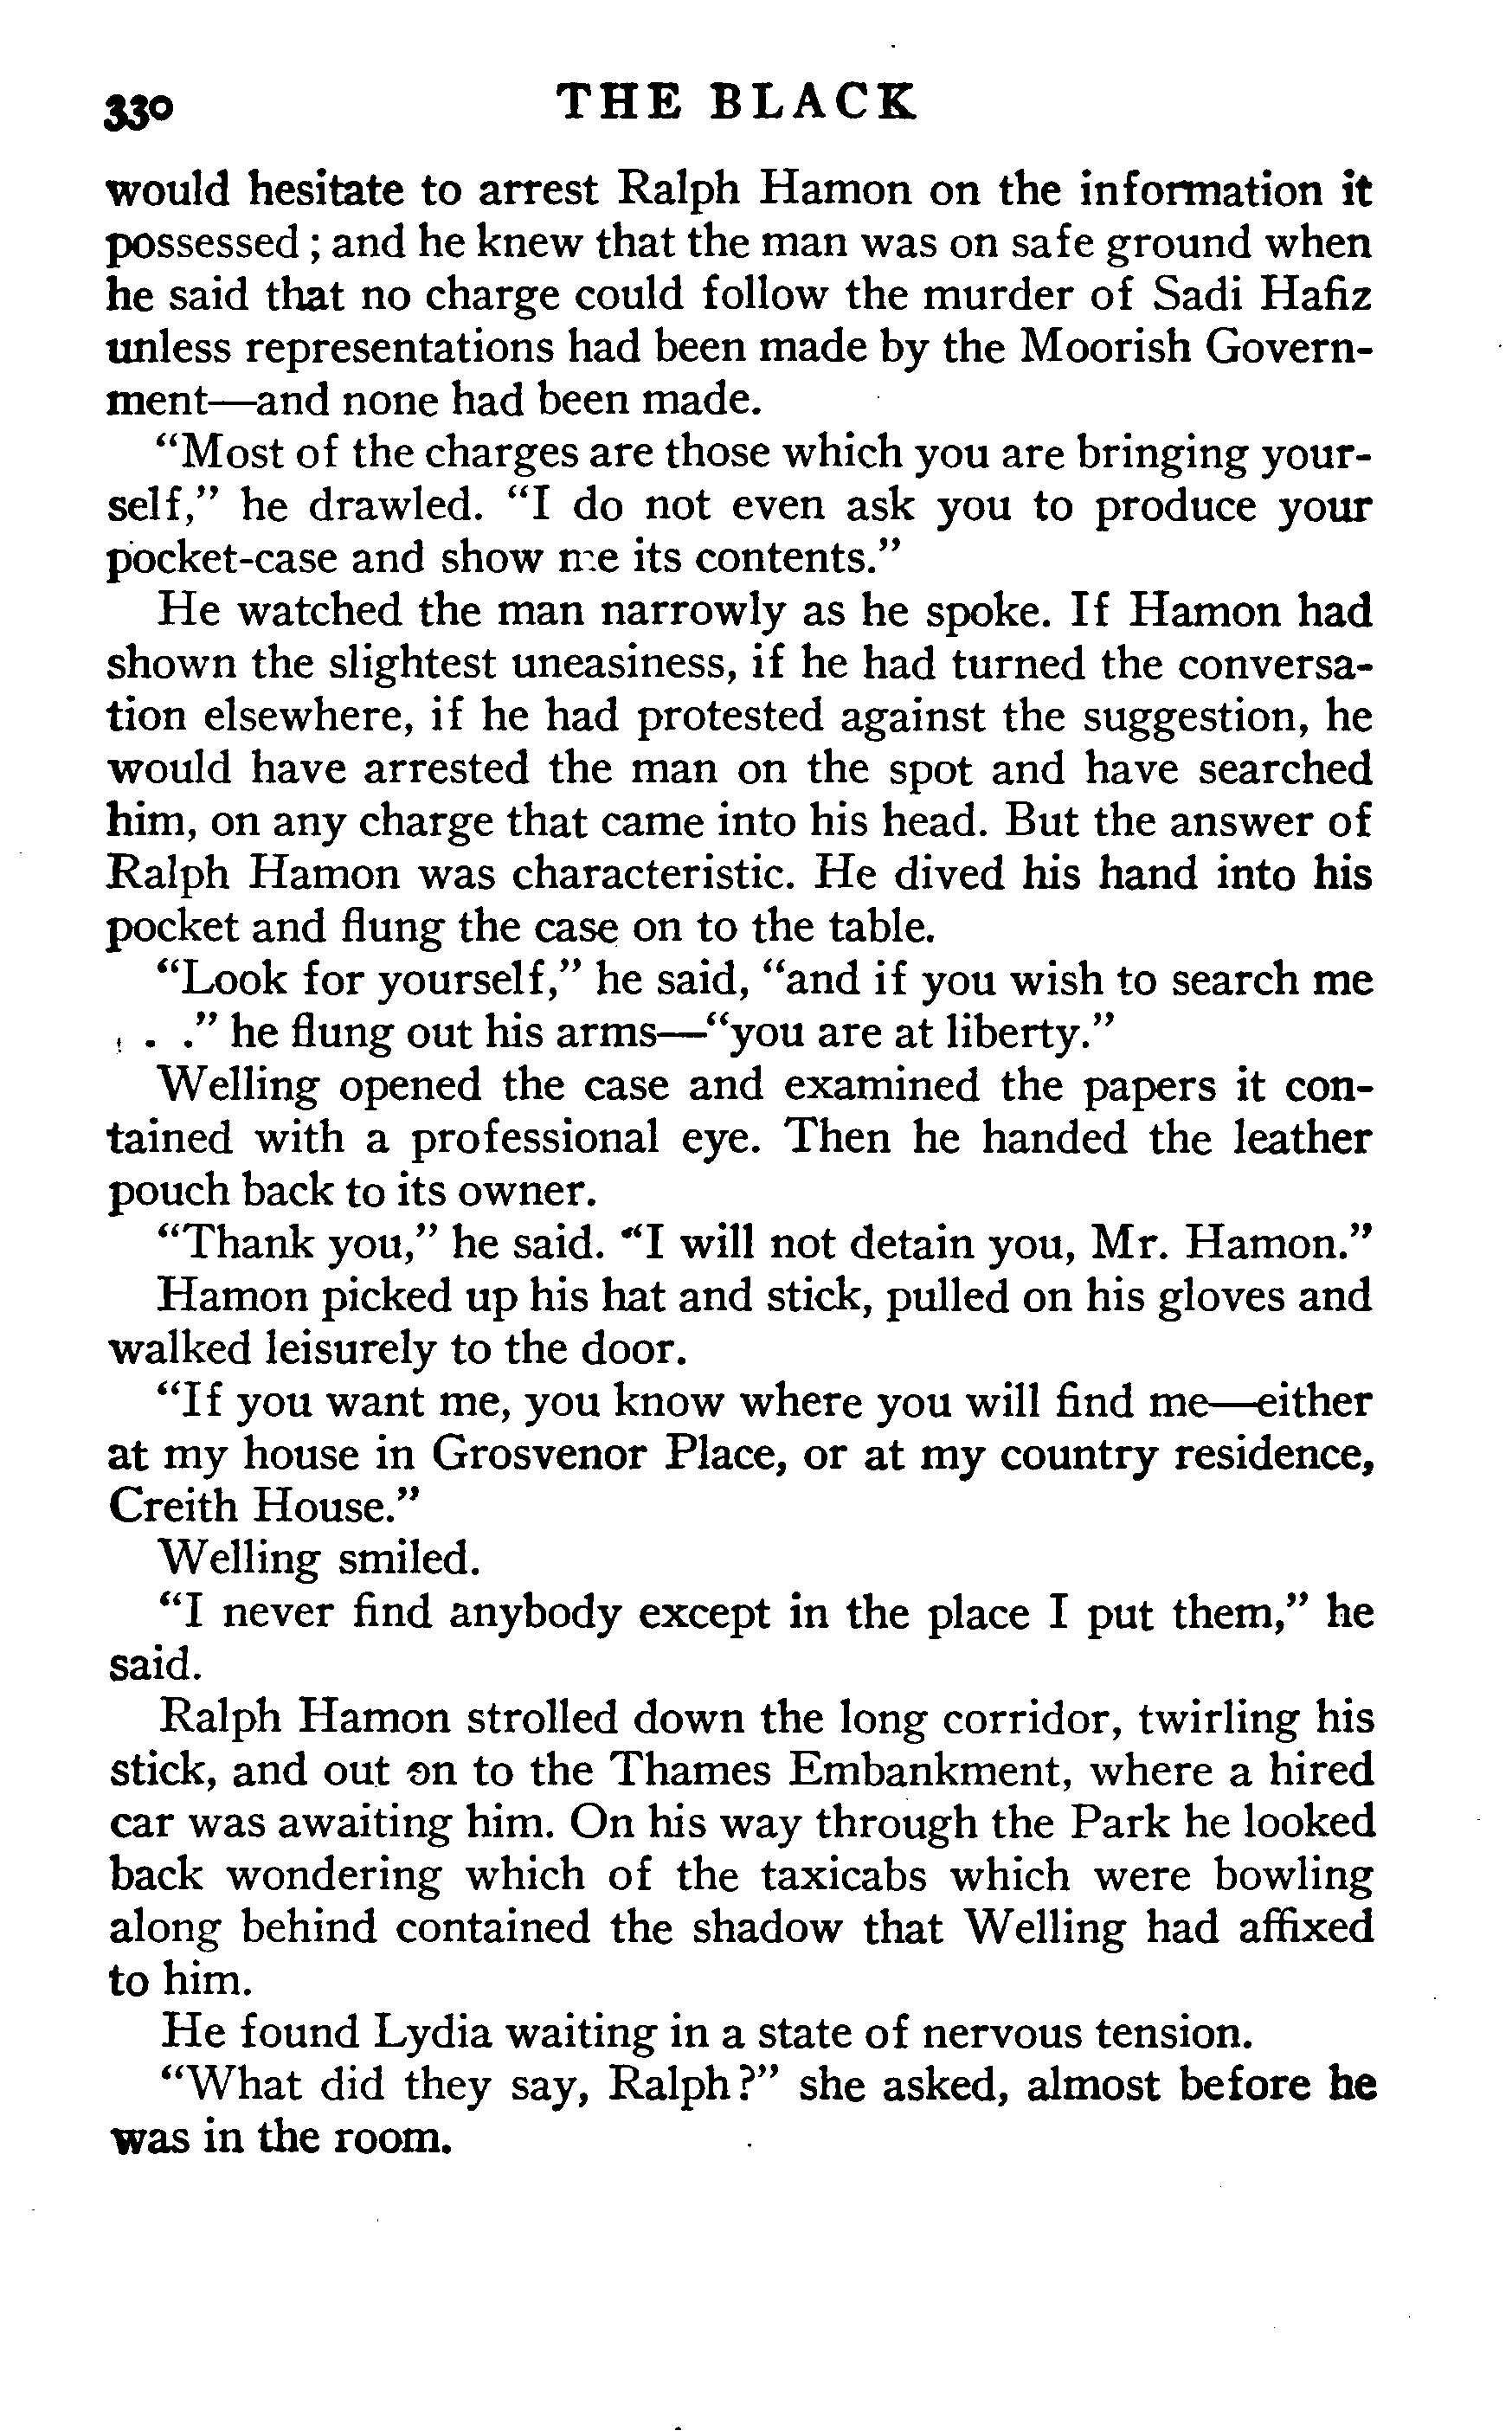 330 THE BLACK
would hesitate to arrest Ralph Hamon on the information it
possessed; and he knew that the man was on safe ground when
he said that no charge could follow the murder of Sadi Hafiz
unless representations had been made by the Moorish Govern-
ment—and none had been made.
"Most of the charges are those which you are bringing your-
self," he drawled. "I do not even ask you to produce your
pocket-case and show me its contents."
He watched the man narrowly as he spoke. If Hamon had
shown the slightest uneasiness, if he had turned the conversa-
tion elsewhere, if he had protested against the suggestion, he
would have arrested the man on the spot and have searched
him, on any charge that came into his head. But the answer of
Ralph Hamon was characteristic. He dived his hand into his
pocket and flung the case on to the table.
"Look for yourself," he said, "and if you wish to search me
. . ." he flung out his arms—"you are at liberty."
Welling opened the case and examined the papers it con-
tained with a professional eye. Then he handed the leather
pouch back to its owner.
"Thank you," he said. "I will not detain you, Mr. Hamon."
Hamon picked up his hat and stick, pulled on his gloves and
walked leisurely to the door.
"If you want me, you know where you will find me—either
at my house in Grosvenor Place, or at my country residence,
Creith House."
Welling smiled.
"I never find anybody except in the place I put them," he
said.
Ralph Hamon strolled down the long corridor, twirling his
stick, and out on to the Thames Embankment, where a hired
car was awaiting him. On his way through the Park he looked
back wondering which of the taxicabs which were bowling
along behind contained the shadow that Welling had affixed
to him.
He found Lydia waiting in a state of nervous tension.
"What did they say, Ralph?" she asked, almost before he
was in the room.